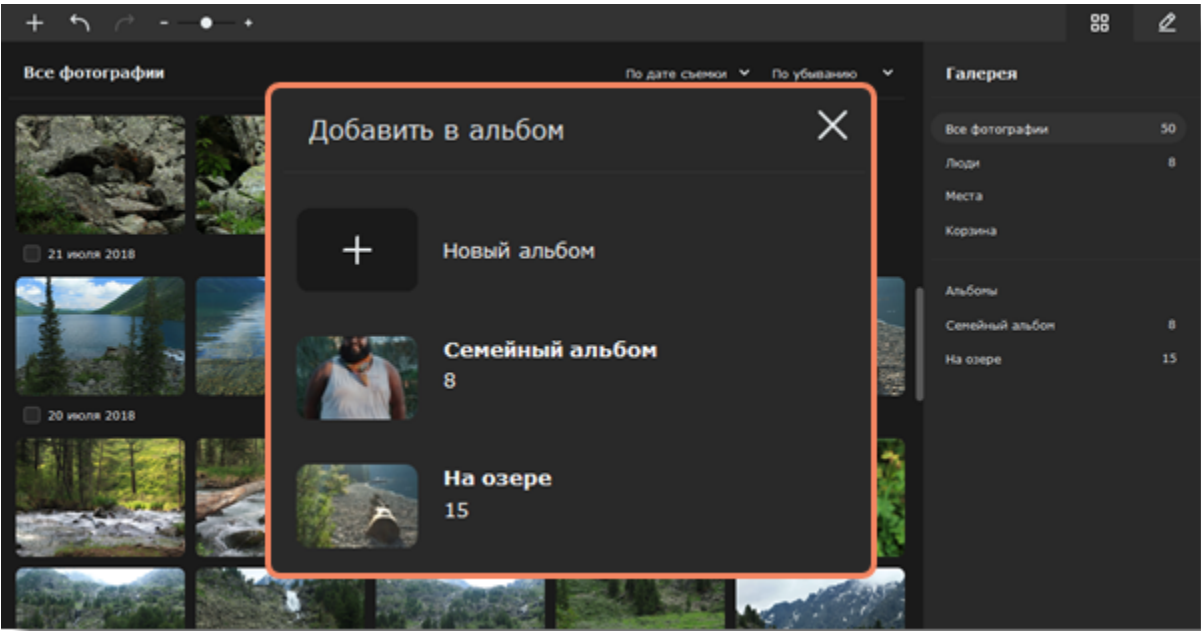 Все фотографии
По дате съемки
По убыванию
Галерея
Добавить в альбом
Все фотографии 50
Люди 8
Места
Корзина
21 июля 2018
Новый альбом
Альбомы
Семейный альбом 8
На озере 15
Семейный альбом
8
20 июля 2018
На озере
15